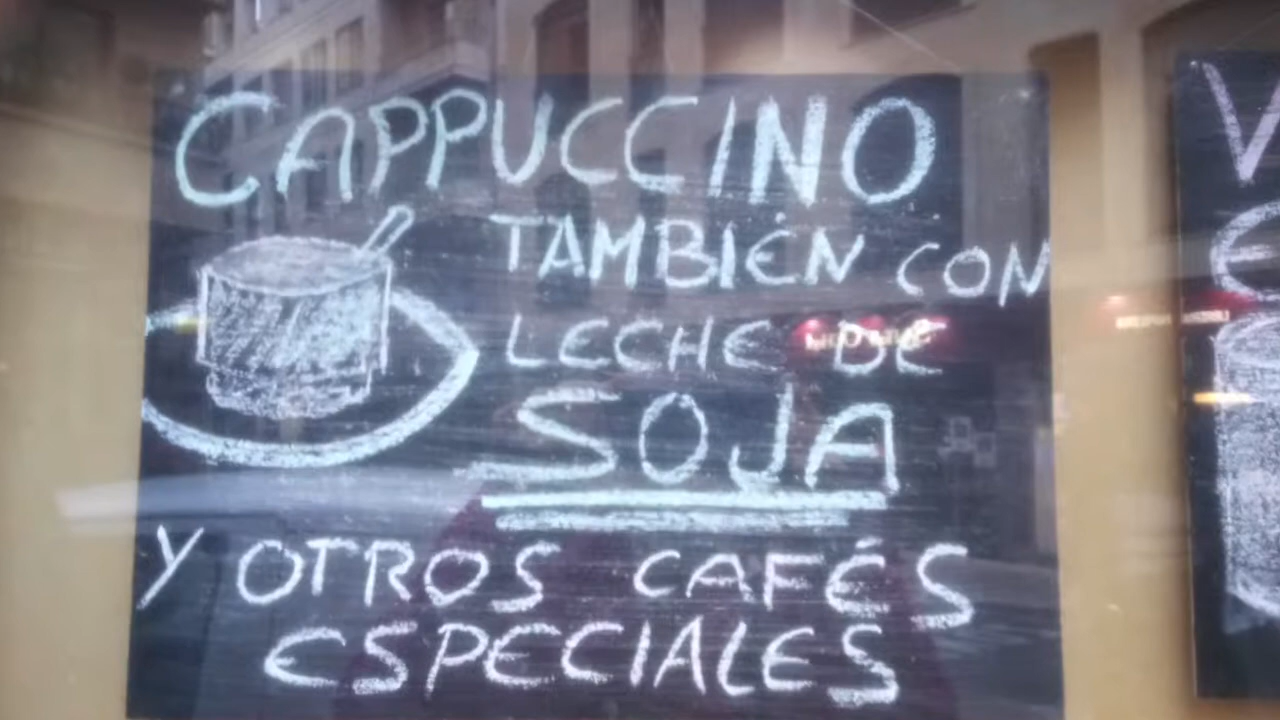 CAPPUCCINO
TAMBIÉN CON
LECHE DE
SOJA
Y OTROS CAFÉS
ESPECIALES